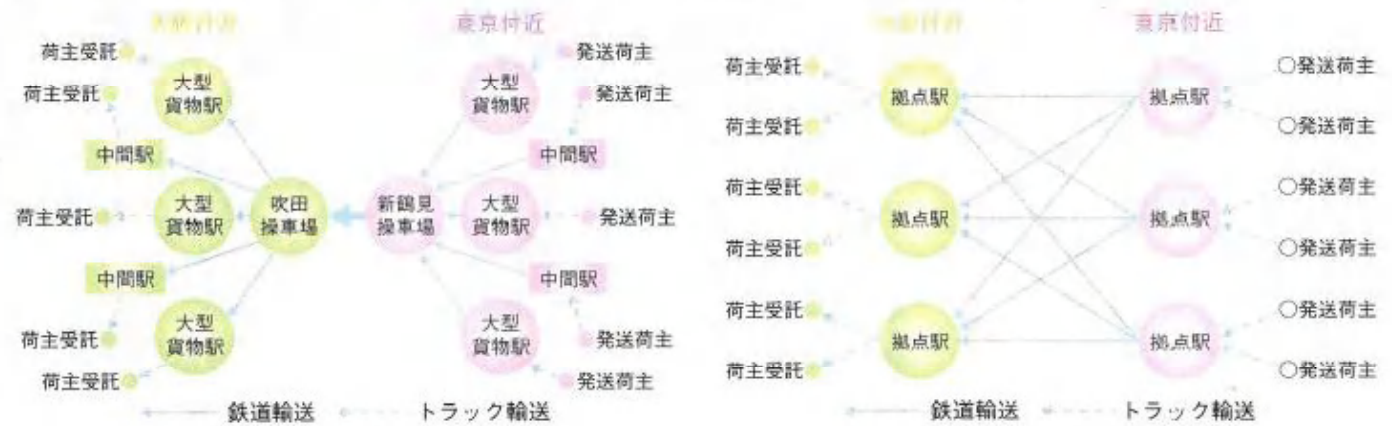 東京付近
荷主受託
荷主受託
大型
貨物駅
中間駅
荷主受託
大型
貨物駅
中間駅
荷主受託
荷主受託
大型
貨物駅
吹田
操車場
新鶴見
操車場
大型
貨物駅
発送荷主
発送荷主
中間駅
大型
貨物駅
発送荷主
中間駅
大型
貨物駅
発送荷主
発送荷主
鉄道輸送
トラック輸送
東京付近
荷主受託
荷主受託
拠点駅
荷主受託
荷主受託
拠点駅
荷主受託
荷主受託
拠点駅
拠点駅
〇発送荷主
〇発送荷主
拠点駅
〇発送荷主
〇発送荷主
拠点駅
〇発送荷主
〇発送荷主
鉄道輸送
トラック輸送